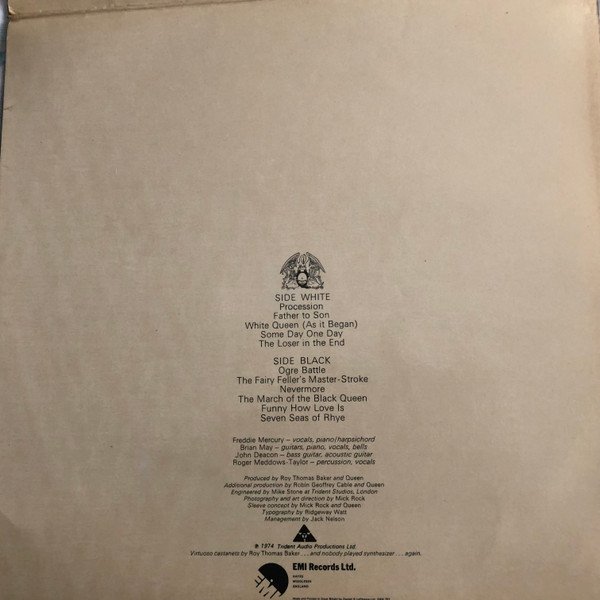 SIDE WHITE
Procession
Father to Son
White Queen (As it Began)
Some Day One Day
The Loser in the End
SIDE BLACK
Ogre Battle
The Fairy Feller's Master-Stroke
Nevermore
The March of the Black Queen
Funny How Love Is
Seven Seas of Rhye
Freddie Mercury – vocals, piano/harpsichord
Brian May – guitars, piano, vocals, bells
John Deacon – bass guitar, acoustic guitar
Roger Meddows-Taylor – percussion, vocals
Produced by Roy Thomas Baker and Queen
Additional production by Robin Geoffrey Cable and Queen
Engineered by Mike Stone at Trident Studios, London
Photography and art direction by Mick Rock
Sleeve concept by Mick Rock and Queen
Typography by Ridgeway Watt
Management by Jack Nelson
℗ 1974 Trident Audio Productions Ltd.
Virtuoso castanets by Roy Thomas Baker . . . and nobody played synthesizer . . . again.
EMI
EMI Records Ltd.
HAYES
MIDDLESEX
ENGLAND